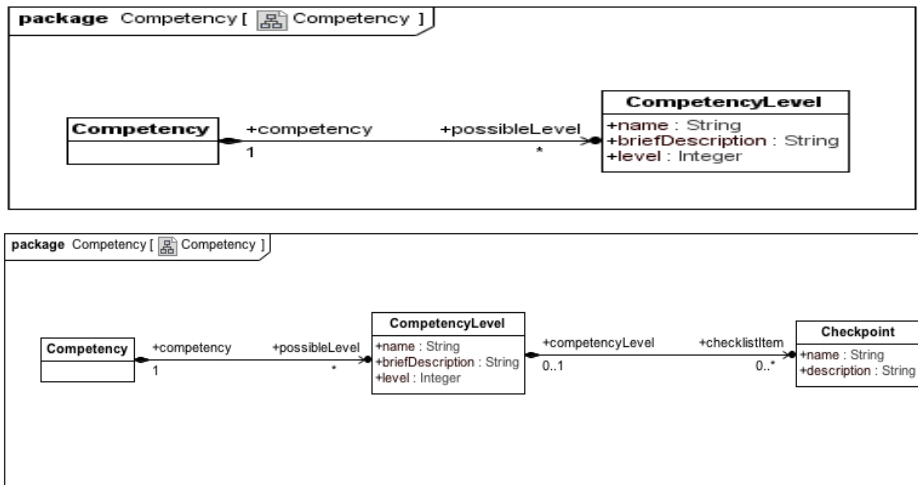 package Competency [ Competency ]
CompetencyLevel
Competency +competency +possibleLevel +name : String
+briefDescription : String
1 * +level : Integer
package Competency [ Competency ]
CompetencyLevel Checkpoint
Competency +competency +possibleLevel +name : String +competencyLevel +checklistItem +name : String
1 * +briefDescription : String 0..1 0..* +description : String
+level : Integer